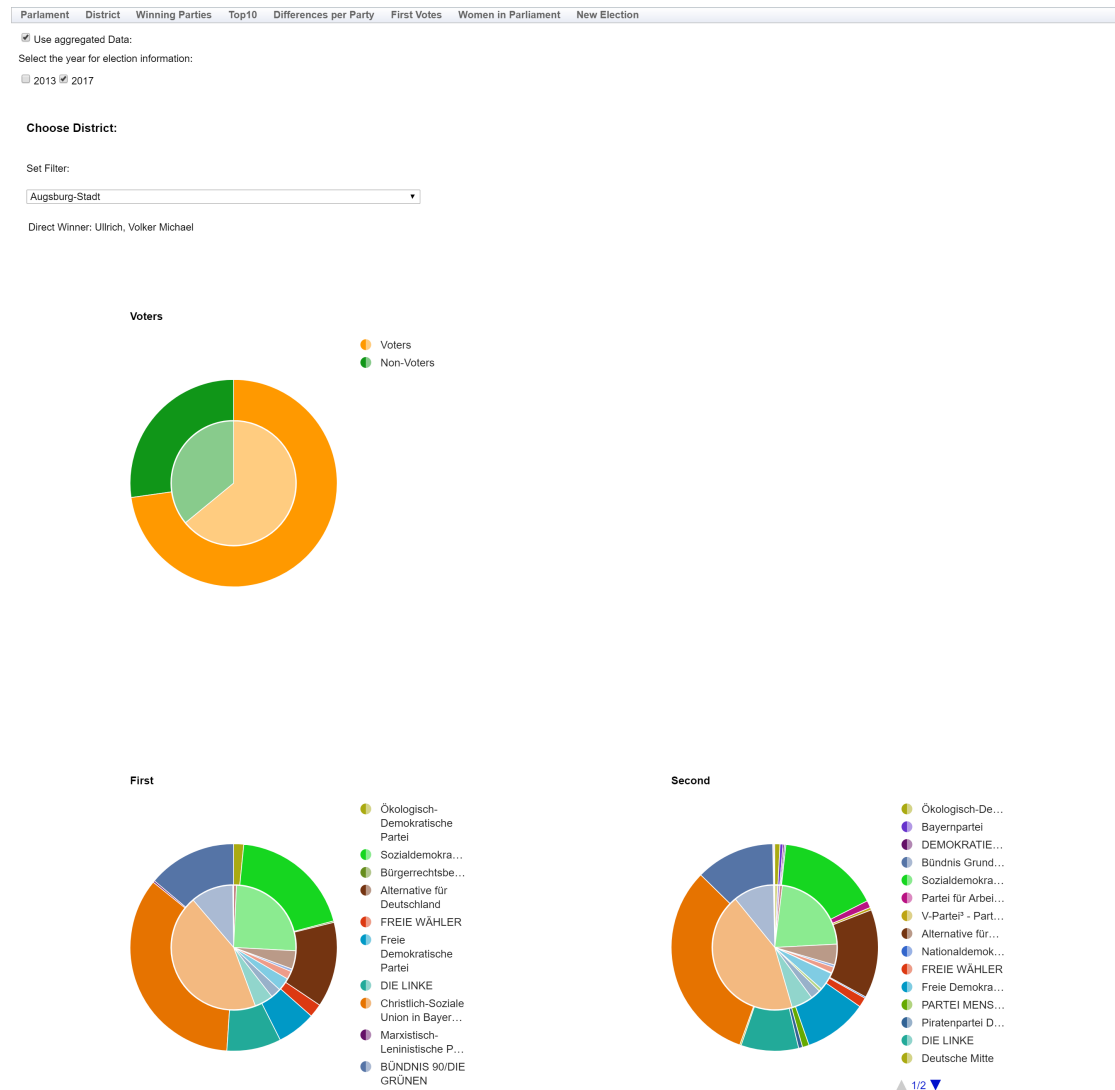 Parlament District Winning Parties Top10 Differences per Party First Votes Women in Parliament New Election
Use aggregated Data:
Select the year for election information:
2013 2017
Choose District:
Set Filter:
Augsburg-Stadt
Direct Winner: Ullrich, Volker Michael
Voters
Voters
Non-Voters
First
Ökologisch-
Demokratische
Partei
Sozialdemokra...
Bürgerrechtsbe...
Alternative für
Deutschland
FREIE WÄHLER
Freie
Demokratische
Partei
DIE LINKE
Christlich-Soziale
Union in Bayer...
Marxistisch-
Leninistische P...
BÜNDNIS 90/DIE
GRÜNEN
Second
Ökologisch-De...
Bayernpartei
DEMOKRATIE...
Bündnis Grund...
Sozialdemokra...
Partei für Arbei...
V-Partei³ - Part...
Alternative für...
Nationaldemok...
FREIE WÄHLER
Freie Demokra...
PARTEI MENS...
Piratenpartei D...
DIE LINKE
Deutsche Mitte
1/2